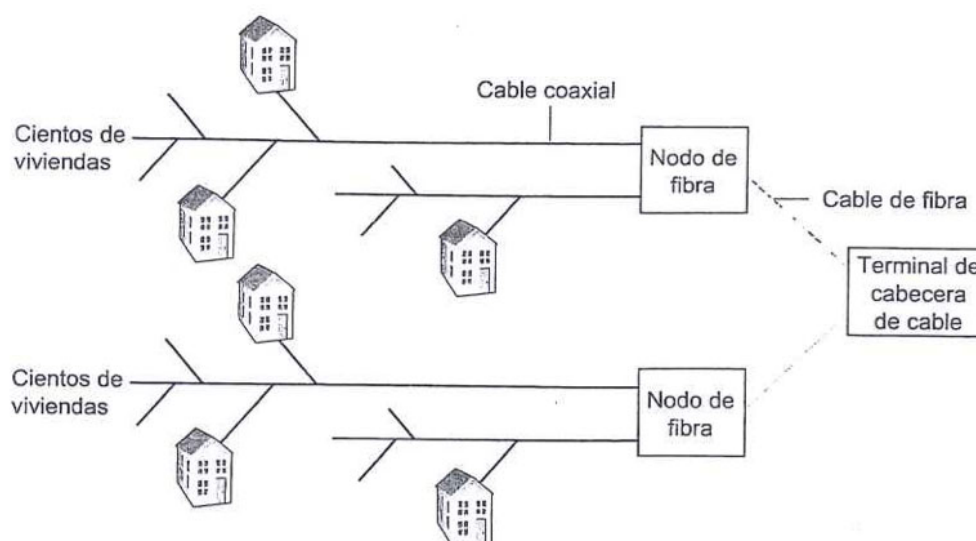 Cable coaxial
Cientos de
viviendas
Nodo de
fibra
Cable de fibra
Terminal de
cabecera
de cable
Cientos de
viviendas
Nodo de
fibra